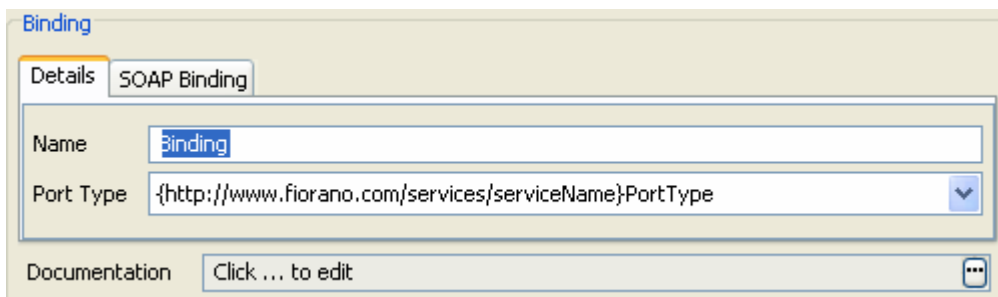 Binding
Details SOAP Binding
Name Binding
Port Type {http://www.fiorano.com/services/serviceName}PortType
Documentation Click ... to edit ...